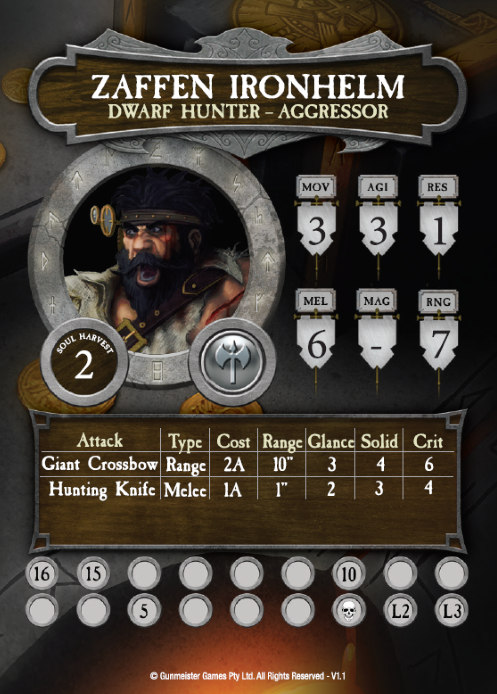 ZAFFEN IRONHELM
DWARF HUNTER - AGGRESSOR
MOV AGI RES
3 3 1
MEL MAG RNG
6 - 7
SOUL HARVEST
2
Attack Type Cost Range Glance Solid Crit
Giant Crossbow Range 2A 10" 3 4 6
Hunting Knife Melee 1A 1" 2 3 4
16 15 10
5 L2 L3
© Gunmeister Games Pty Ltd. All Rights Reserved - V1.1